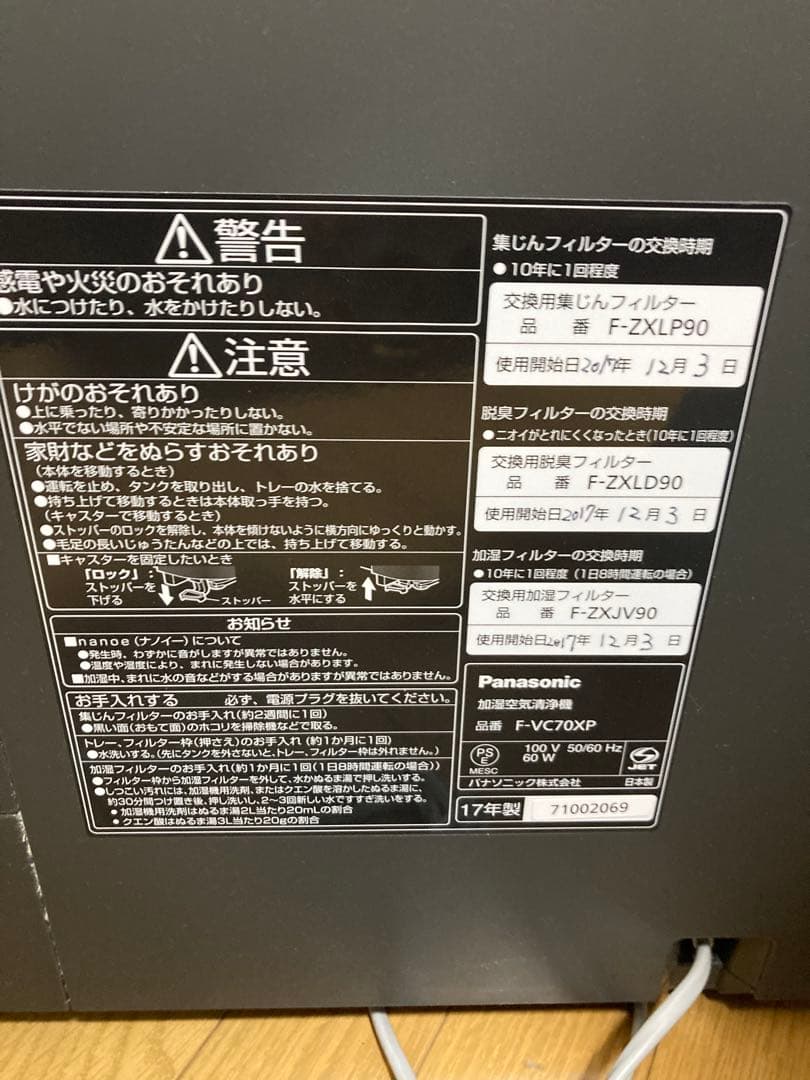 警告
感電や火災のおそれあり
●水につけたり、水をかけたりしない。
注意
けがのおそれあり
●上に乗ったり、寄りかかったりしない。
●水平でない場所や不安定な場所に置かない。
家財などをぬらすおそれあり
(本体を移動するとき)
●運転を止め、タンクを取り出し、トレーの水を捨てる。
●持ち上げて移動するときは本体取っ手を持つ。
(キャスターで移動するとき)
●ストッパーのロックを解除し、本体を傾けないように横方向にゆっくりと動かす。
●毛足の長いじゅうたんなどの上では、持ち上げて移動する。
■キャスターを固定したいとき
「ロック」:
ストッパーを
下げる
ストッパー
「解除」:
ストッパーを
水平にする
お知らせ
■nanoe(ナノイー)について
●発生時、わずかに音がしますが異常ではありません。
●温度や湿度により、まれに発生しない場合があります。
■加湿中、まれに水の音などがする場合がありますが異常ではありません。
お手入れする 必ず、電源プラグを抜いてください。
集じんフィルターのお手入れ(約2週間に1回)
●黒い面(おもて面)のホコリを掃除機などで取る。
トレー、フィルター枠(押さえ)のお手入れ(約1か月に1回)
●水洗いする。(先にタンクを外さないと、トレー、フィルター枠は外れません。)
加湿フィルターのお手入れ(約1か月に1回(1日8時間運転の場合))
●フィルター枠から加湿フィルターを外して、水かぬるま湯で押し洗いする。
●しつこい汚れには、加湿機用洗剤、またはクエン酸を溶かしたぬるま湯に、
約30分間つけ置き後、押し洗いし、2～3回新しい水ですすぎ洗いをする。
・加湿機用洗剤はぬるま湯2L当たり20mLの割合
・クエン酸はぬるま湯3L当たり20gの割合
集じんフィルターの交換時期
●10年に1回程度
交換用集じんフィルター
品番 F-ZXLP90
使用開始日2017年 12月 3日
脱臭フィルターの交換時期
●ニオイがとれにくくなったとき(10年に1回程度)
交換用脱臭フィルター
品番 F-ZXLD90
使用開始日2017年 12月 3日
加湿フィルターの交換時期
●10年に1回程度(1日8時間運転の場合)
交換用加湿フィルター
品番 F-ZXJV90
使用開始日2017年 12月 3日
Panasonic
加湿空気清浄機
品番 F-VC70XP
PSE
MESC
100 V 50/60 Hz
60 W
JET
パナソニック株式会社 日本製
17年製 71002069